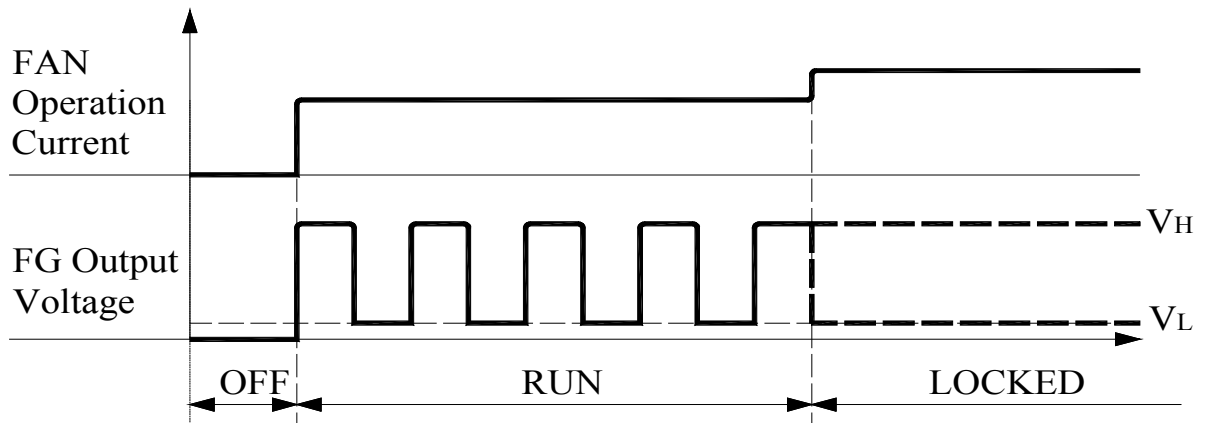 FAN
Operation
Current
FG Output
Voltage
VH
VL
OFF
RUN
LOCKED